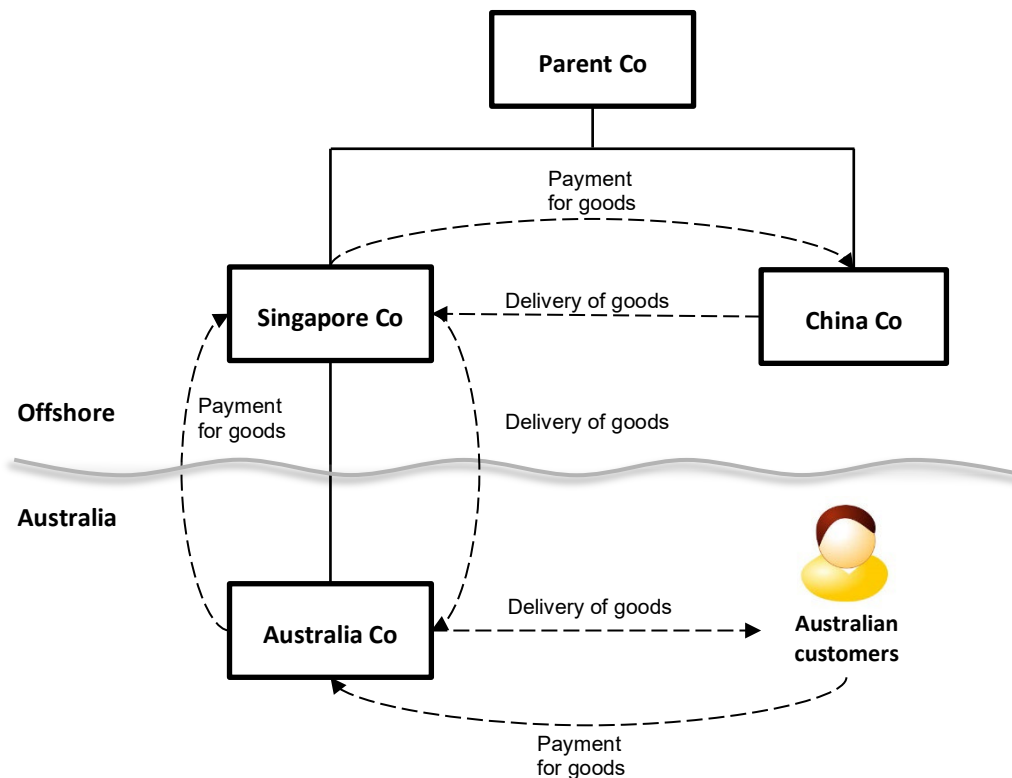 Parent Co
Payment
for goods
Delivery of goods
Singapore Co
China Co
Offshore
Payment
for goods
Delivery of goods
Australia
Delivery of goods
Australia Co
Australian
customers
Payment
for goods